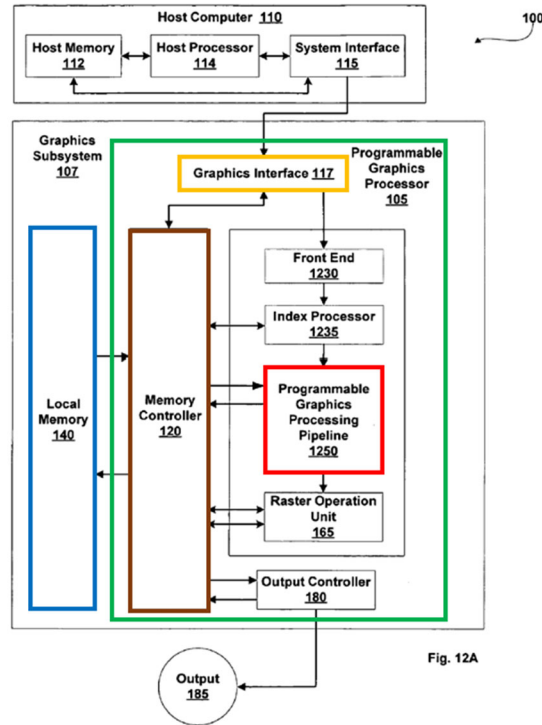 Host Computer 110
100
Host Memory
112
Host Processor
114
System Interface
115
Graphics
Subsystem
107
Programmable
Graphics
Processor
105
Graphics Interface 117
Front End
1230
Index Processor
1235
Local
Memory
140
Memory
Controller
120
Programmable
Graphics
Processing
Pipeline
1250
Raster Operation
Unit
165
Output Controller
180
Output
185
Fig. 12A